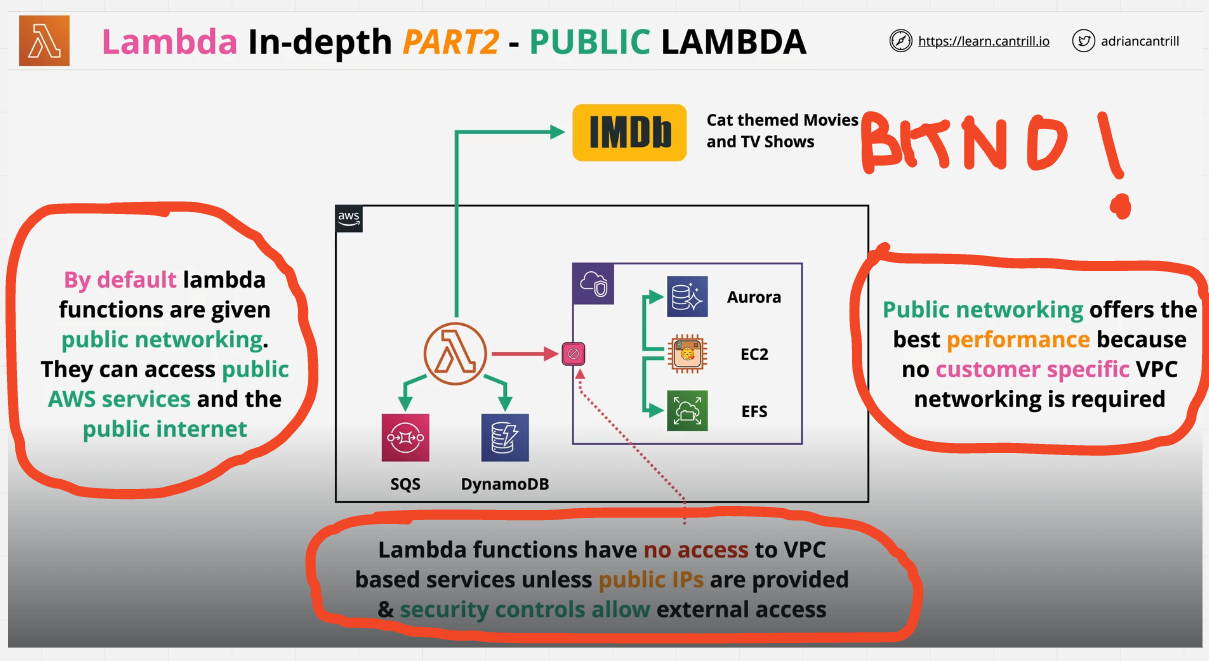 Lambda In-depth PART2 - PUBLIC LAMBDA
https://learn.cantrill.io
adriancantrill
IMDb
Cat themed Movies
and TV Shows
BITNO!
aws
By default lambda
functions are given
public networking.
They can access public
AWS services and the
public internet
Aurora
EC2
EFS
SQS
DynamoDB
Public networking offers the
best performance because
no customer specific VPC
networking is required
Lambda functions have no access to VPC
based services unless public IPs are provided
& security controls allow external access